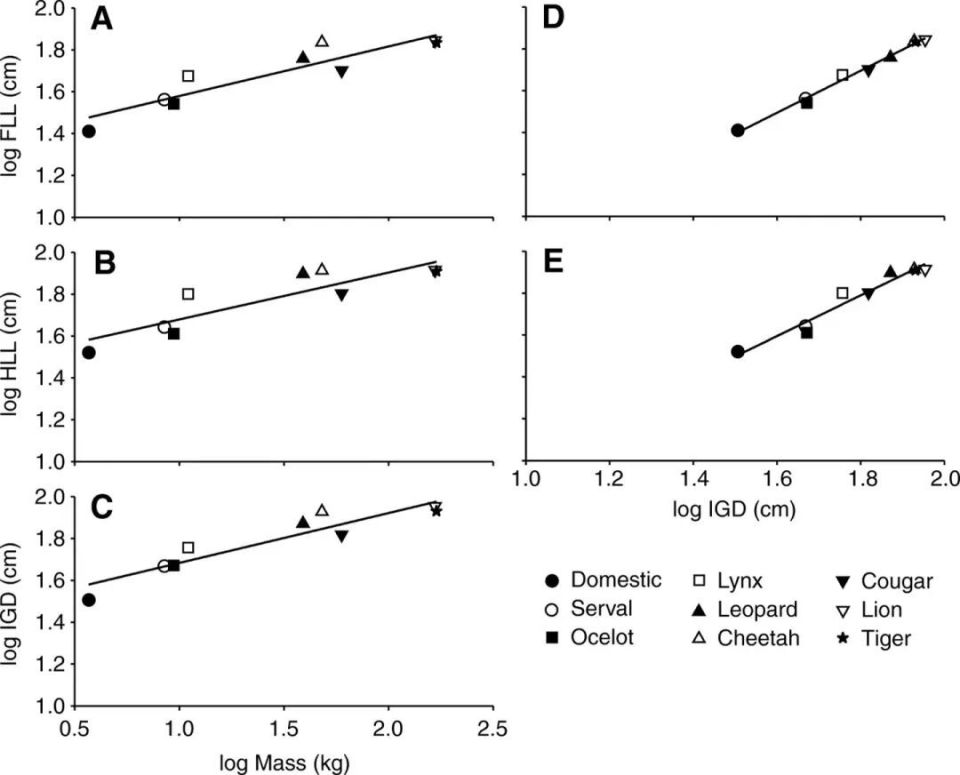 A
log FLL (cm)
2.0
1.8
1.6
1.4
1.2
1.0
B
log HLL (cm)
2.0
1.8
1.6
1.4
1.2
1.0
C
log IGD (cm)
2.0
1.8
1.6
1.4
1.2
1.0
0.5 1.0 1.5 2.0 2.5
log Mass (kg)
D
E
1.0 1.2 1.4 1.6 1.8 2.0
log IGD (cm)
Domestic Lynx Cougar
Serval Leopard Lion
Ocelot Cheetah Tiger